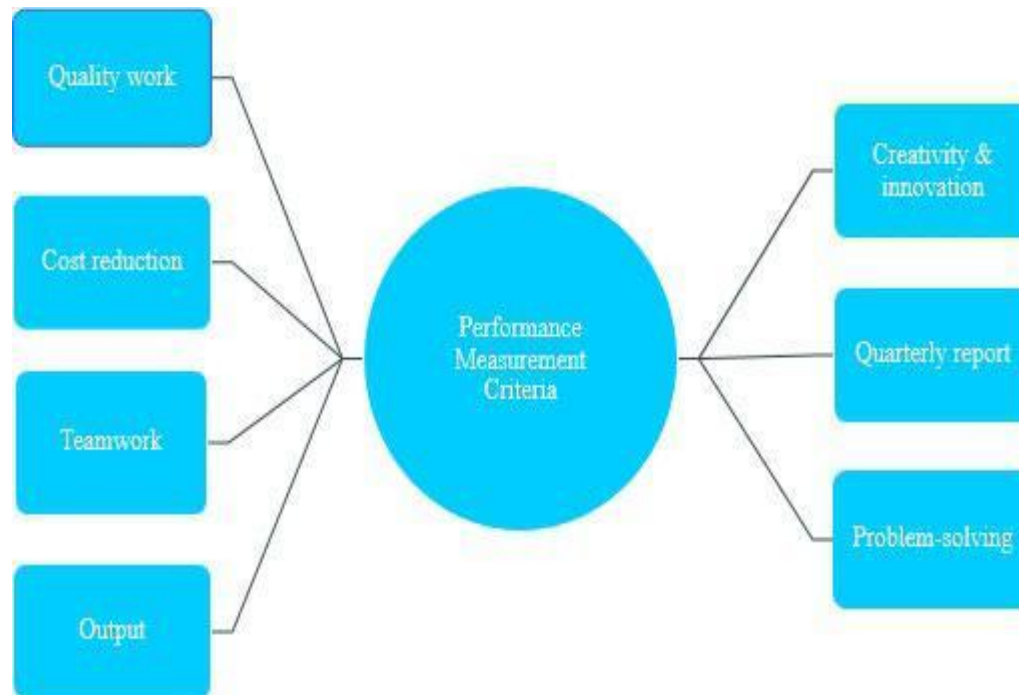 Quality work
Cost reduction
Teamwork
Output
Performance
Measurement
Criteria
Creativity &
innovation
Quarterly report
Problem-solving